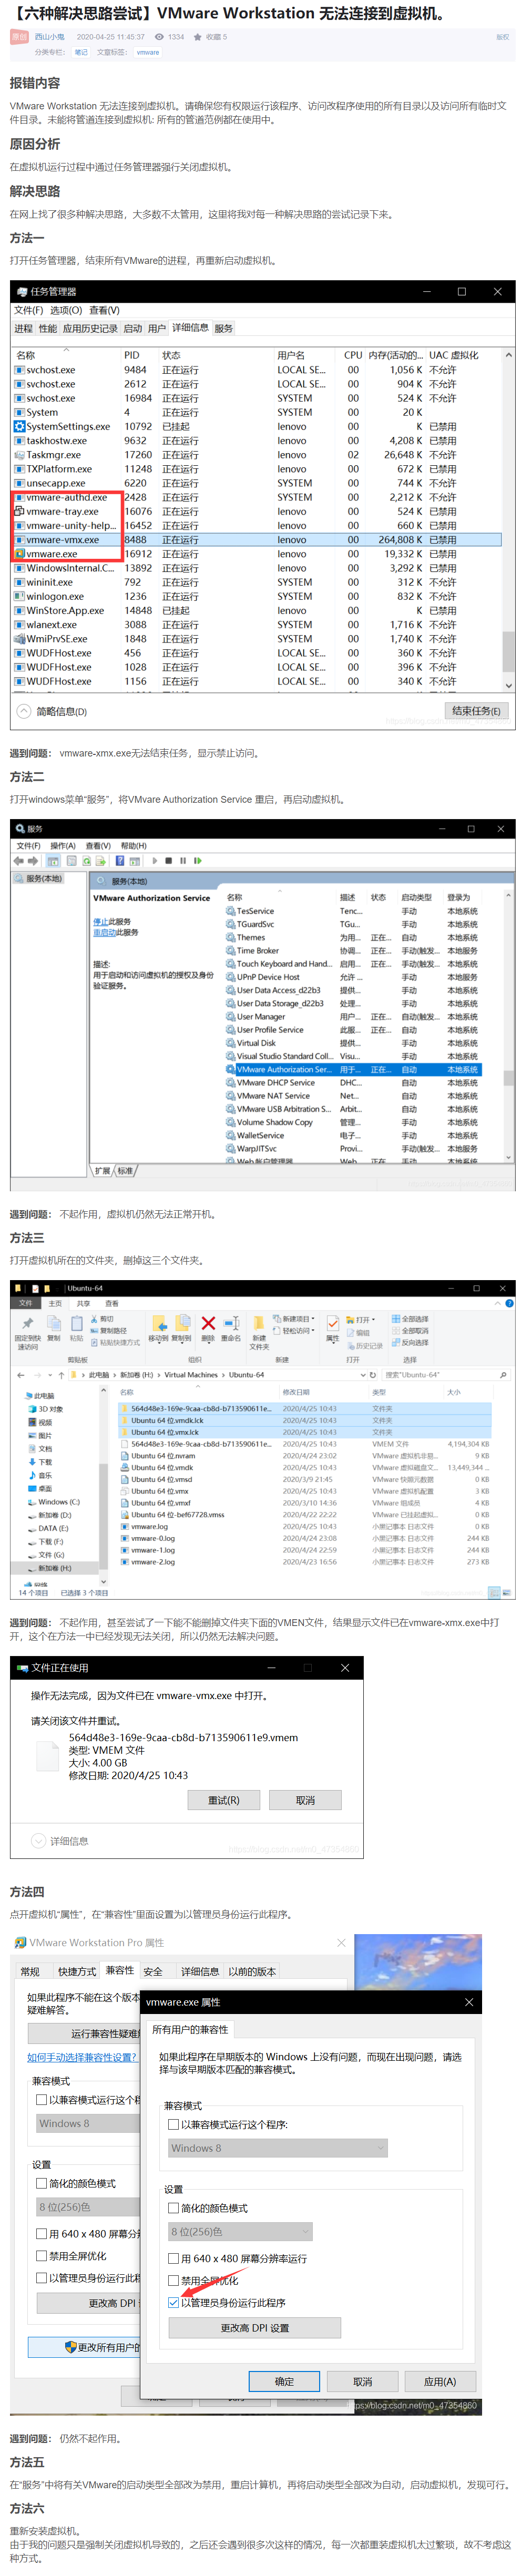 【六种解决思路尝试】VMware Workstation 无法连接到虚拟机。
原创 西山小鬼 2020-04-25 11:45:37 1334 收藏 5 版权
分类专栏： 笔记 文章标签： vmware
报错内容
VMware Workstation 无法连接到虚拟机。请确保您有权限运行该程序、访问改程序使用的所有目录以及访问所有临时文
件目录。未能将管道连接到虚拟机: 所有的管道范例都在使用中。
原因分析
在虚拟机运行过程中通过任务管理器强行关闭虚拟机。
解决思路
在网上找了很多种解决思路，大多数不太管用，这里将我对每一种解决思路的尝试记录下来。
方法一
打开任务管理器，结束所有VMware的进程，再重新启动虚拟机。
任务管理器
文件(F) 选项(O) 查看(V)
进程 性能 应用历史记录 启动 用户 详细信息 服务
名称 PID 状态 用户名 CPU 内存(活动的... UAC 虚拟化
svchost.exe 9484 正在运行 LOCAL SE... 00 1,056 K 不允许
svchost.exe 2612 正在运行 LOCAL SE... 00 904 K 不允许
svchost.exe 16984 正在运行 SYSTEM 00 524 K 不允许
System 4 正在运行 SYSTEM 00 20 K
SystemSettings.exe 10792 已挂起 lenovo 00 K 已禁用
taskhostw.exe 9632 正在运行 lenovo 00 4,208 K 已禁用
Taskmgr.exe 17260 正在运行 lenovo 02 26,648 K 不允许
TXPlatform.exe 11248 正在运行 lenovo 00 672 K 已禁用
unsecapp.exe 6220 正在运行 SYSTEM 00 744 K 不允许
vmware-authd.exe 2428 正在运行 SYSTEM 00 2,212 K 不允许
vmware-tray.exe 16076 正在运行 lenovo 00 524 K 已禁用
vmware-unity-help... 16452 正在运行 lenovo 00 660 K 已禁用
vmware-vmx.exe 8488 正在运行 lenovo 00 264,808 K 已禁用
vmware.exe 16912 正在运行 lenovo 00 19,332 K 已禁用
WindowsInternal.C... 13892 正在运行 lenovo 00 3,292 K 已禁用
wininit.exe 792 正在运行 SYSTEM 00 312 K 不允许
winlogon.exe 1236 正在运行 SYSTEM 00 832 K 不允许
WinStore.App.exe 14848 已挂起 lenovo 00 K 已禁用
wlanext.exe 3088 正在运行 SYSTEM 00 1,716 K 不允许
WmiPrvSE.exe 1848 正在运行 SYSTEM 00 1,740 K 不允许
WUDFHost.exe 456 正在运行 LOCAL SE... 00 360 K 不允许
WUDFHost.exe 1028 正在运行 LOCAL SE... 00 396 K 不允许
WUDFHost.exe 1156 正在运行 LOCAL SE... 00 340 K 不允许
简略信息(D) 结束任务(E)
遇到问题： vmware-xmx.exe无法结束任务，显示禁止访问。
方法二
打开windows菜单“服务”，将VMvare Authorization Service 重启，再启动虚拟机。
服务
文件(F) 操作(A) 查看(V) 帮助(H)
服务(本地) 服务(本地)
VMware Authorization Service
停止此服务
重启动此服务
描述:
用于启动和访问虚拟机的授权及身份
验证服务。
名称 描述 状态 启动类型 登录为
TesService Tenc... 手动 本地系统
TGuardSvc TGu... 手动 本地系统
Themes 为用... 正在... 自动 本地系统
Time Broker 协调... 正在... 手动(触发... 本地服务
Touch Keyboard and Hand... 启用... 正在... 手动(触发... 本地系统
UPnP Device Host 允许 ... 手动 本地服务
User Data Access_d22b3 提供... 手动 本地系统
User Data Storage_d22b3 处理... 手动 本地系统
User Manager 用户... 正在... 自动(触发... 本地系统
User Profile Service 此服... 正在... 自动 本地系统
Virtual Disk 提供... 手动 本地系统
Visual Studio Standard Coll... Visu... 手动 本地系统
VMware Authorization Ser... 用于... 正在... 自动 本地系统
VMware DHCP Service DHC... 自动 本地系统
VMware NAT Service Net... 自动 本地系统
VMware USB Arbitration S... Arbit... 自动 本地系统
Volume Shadow Copy 管理... 手动 本地系统
WalletService 电子... 手动 本地系统
WarpJITSvc Provi... 手动(触发... 本地服务
Web 帐户管理器 Web ... 正在... 手动 本地系统
扩展 标准
遇到问题： 不起作用，虚拟机仍然无法正常开机。
方法三
打开虚拟机所在的文件夹，删掉这三个文件夹。
Ubuntu-64
文件 主页 共享 查看
固定到快
速访问 复制 粘贴 剪切 复制路径 粘贴快捷方式 移动到 复制到 删除 重命名 新建
文件夹 新建项目 轻松访问 属性 打开 编辑 历史记录 全部选择 全部取消 反向选择
剪贴板 组织 新建 打开 选择
此电脑 › 新加卷 (H:) › Virtual Machines › Ubuntu-64 搜索"Ubuntu-64"
此电脑
3D 对象
视频
图片
文档
下载
音乐
桌面
Windows (C:)
新加卷 (D:)
DATA (E:)
下载 (F:)
文件 (G:)
新加卷 (H:)
网络
名称 修改日期 类型 大小
564d48e3-169e-9caa-cb8d-b713590611e... 2020/4/25 10:43 文件夹
Ubuntu 64 位.vmdk.lck 2020/4/25 10:43 文件夹
Ubuntu 64 位.vmx.lck 2020/4/25 10:43 文件夹
564d48e3-169e-9caa-cb8d-b713590611e... 2020/4/25 10:43 VMEM 文件 4,194,304 KB
Ubuntu 64 位.nvram 2020/4/24 23:02 VMware 虚拟机非易... 9 KB
Ubuntu 64 位.vmdk 2020/4/25 10:43 VMware 虚拟磁盘文... 13,449,344 ...
Ubuntu 64 位.vmsd 2020/3/9 21:45 VMware 快照元数据 0 KB
Ubuntu 64 位.vmx 2020/4/25 10:43 VMware 虚拟机配置 3 KB
Ubuntu 64 位.vmxf 2020/3/10 14:36 VMware 组成员 4 KB
Ubuntu 64 位-bef67728.vmss 2020/4/22 22:22 VMware 已挂起虚拟...
vmware.log 2020/4/25 10:43 小黑记事本 日志文件 0 KB
vmware-0.log 2020/4/24 23:08 小黑记事本 日志文件 244 KB
vmware-1.log 2020/4/24 22:59 小黑记事本 日志文件 244 KB
vmware-2.log 2020/4/23 16:56 小黑记事本 日志文件 273 KB
14 个项目 已选择 3 个项目
遇到问题： 不起作用，甚至尝试了一下能不能删掉文件夹下面的VMEN文件，结果显示文件已在vmware-xmx.exe中打
开，这个在方法一中已经发现无法关闭，所以仍然无法解决问题。
文件正在使用
操作无法完成，因为文件已在 vmware-vmx.exe 中打开。
请关闭该文件并重试。
564d48e3-169e-9caa-cb8d-b713590611e9.vmem
类型: VMEM 文件
大小: 4.00 GB
修改日期: 2020/4/25 10:43
重试(R) 取消
详细信息
https://blog.csdn.net/m0_47354860
方法四
点开虚拟机“属性”，在“兼容性”里面设置为以管理员身份运行此程序。
VMware Workstation Pro 属性
常规 快捷方式 兼容性 安全 详细信息 以前的版本
如果此程序不能在这个版本
疑难解答。
运行兼容性疑难解
如何手动选择兼容性设置?
兼容模式
以兼容模式运行这个程
Windows 8
设置
简化的颜色模式
8 位(256)色
用 640 x 480 屏幕分
禁用全屏优化
以管理员身份运行此程
更改高 DPI
更改所有用户的
vmware.exe 属性
所有用户的兼容性
如果此程序在早期版本的 Windows 上没有问题，而现在出现问题，请选
择与该早期版本匹配的兼容模式。
兼容模式
以兼容模式运行这个程序:
Windows 8
设置
简化的颜色模式
8 位(256)色
用 640 x 480 屏幕分辨率运行
禁用全屏优化
以管理员身份运行此程序
更改高 DPI 设置
确定 取消 应用(A)
https://blog.csdn.net/m0_47354860
遇到问题： 仍然不起作用。
方法五
在“服务”中将有关VMware的启动类型全部改为禁用，重启计算机，再将启动类型全部改为自动，启动虚拟机，发现可行。
方法六
重新安装虚拟机。
由于我的问题只是强制关闭虚拟机导致的，之后还会遇到很多次这样的情况，每一次都重装虚拟机太过繁琐，故不考虑这
种方式。